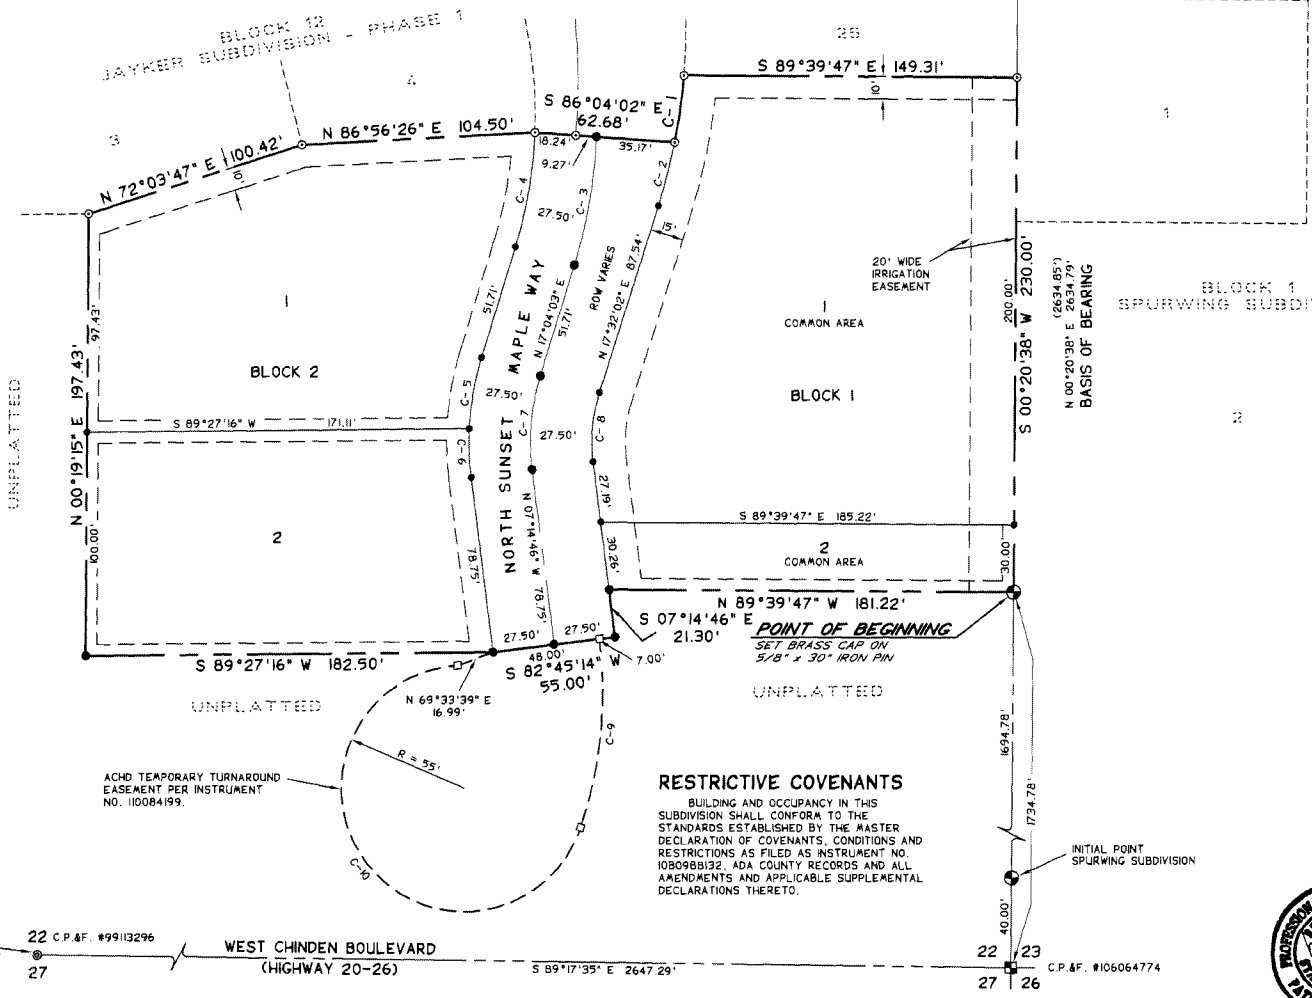 BLOCK 12
JAYKER SUBDIVISION - PHASE 1
25
S 89°39'47" E 149.31'
10'
1
4
3
S 86°04'02" E
62.68'
C-1
N 86°56'26" E 104.50'
18.24'
9.27'
35.17'
N 72°03'47" E 100.42'
10'
C-2
C-3
C-4
27.50'
15'
20' WIDE
IRRIGATION
EASEMENT
S 00°20'38" W 230.00'
200.00'
(2634.85')
N 00°20'38" E 2634.79'
BASIS OF BEARING
BLOCK 1
2
ROW VARIES
N 17°32'02" E 87.54'
51.71'
NORTH SUNSET MAPLE WAY
N 17°04'03" E
51.71'
1
BLOCK 2
1
COMMON AREA
BLOCK 1
97.43'
N 00°19'15" E 197.43'
UNPLATTED
C-5
27.50'
C-7
27.50'
C-8
S 89°27'16" W 171.11'
C-6
27.19'
N 07°14'46" W 78.75'
78.75'
100.00'
2
S 89°39'47" E 185.22'
2
COMMON AREA
30.00'
30.26'
N 89°39'47" W 181.22'
S 07°14'46" E
21.30'
POINT OF BEGINNING
SET BRASS CAP ON
5/8" x 30" IRON PIN
27.50'
27.50'
48.00'
7.00'
S 89°27'16" W 182.50'
S 82°45'14" W
55.00'
UNPLATTED
UNPLATTED
N 69°33'39" E
16.99'
C-9
R = 55'
ACHD TEMPORARY TURNAROUND
EASEMENT PER INSTRUMENT
NO. 110084199.
C-10
RESTRICTIVE COVENANTS
BUILDING AND OCCUPANCY IN THIS
SUBDIVISION SHALL CONFORM TO THE
STANDARDS ESTABLISHED BY THE MASTER
DECLARATION OF COVENANTS, CONDITIONS AND
RESTRICTIONS AS FILED AS INSTRUMENT NO.
1080988132, ADA COUNTY RECORDS AND ALL
AMENDMENTS AND APPLICABLE SUPPLEMENTAL
DECLARATIONS THERETO.
1694.78'
1734.78'
INITIAL POINT
SPURWING SUBDIVISION
40.00'
22 C.P.&F. #99113296
27
WEST CHINDEN BOULEVARD
(HIGHWAY 20-26)
S 89°17'35" E 2647.29'
22 23
27 26
C.P.&F. #106064774